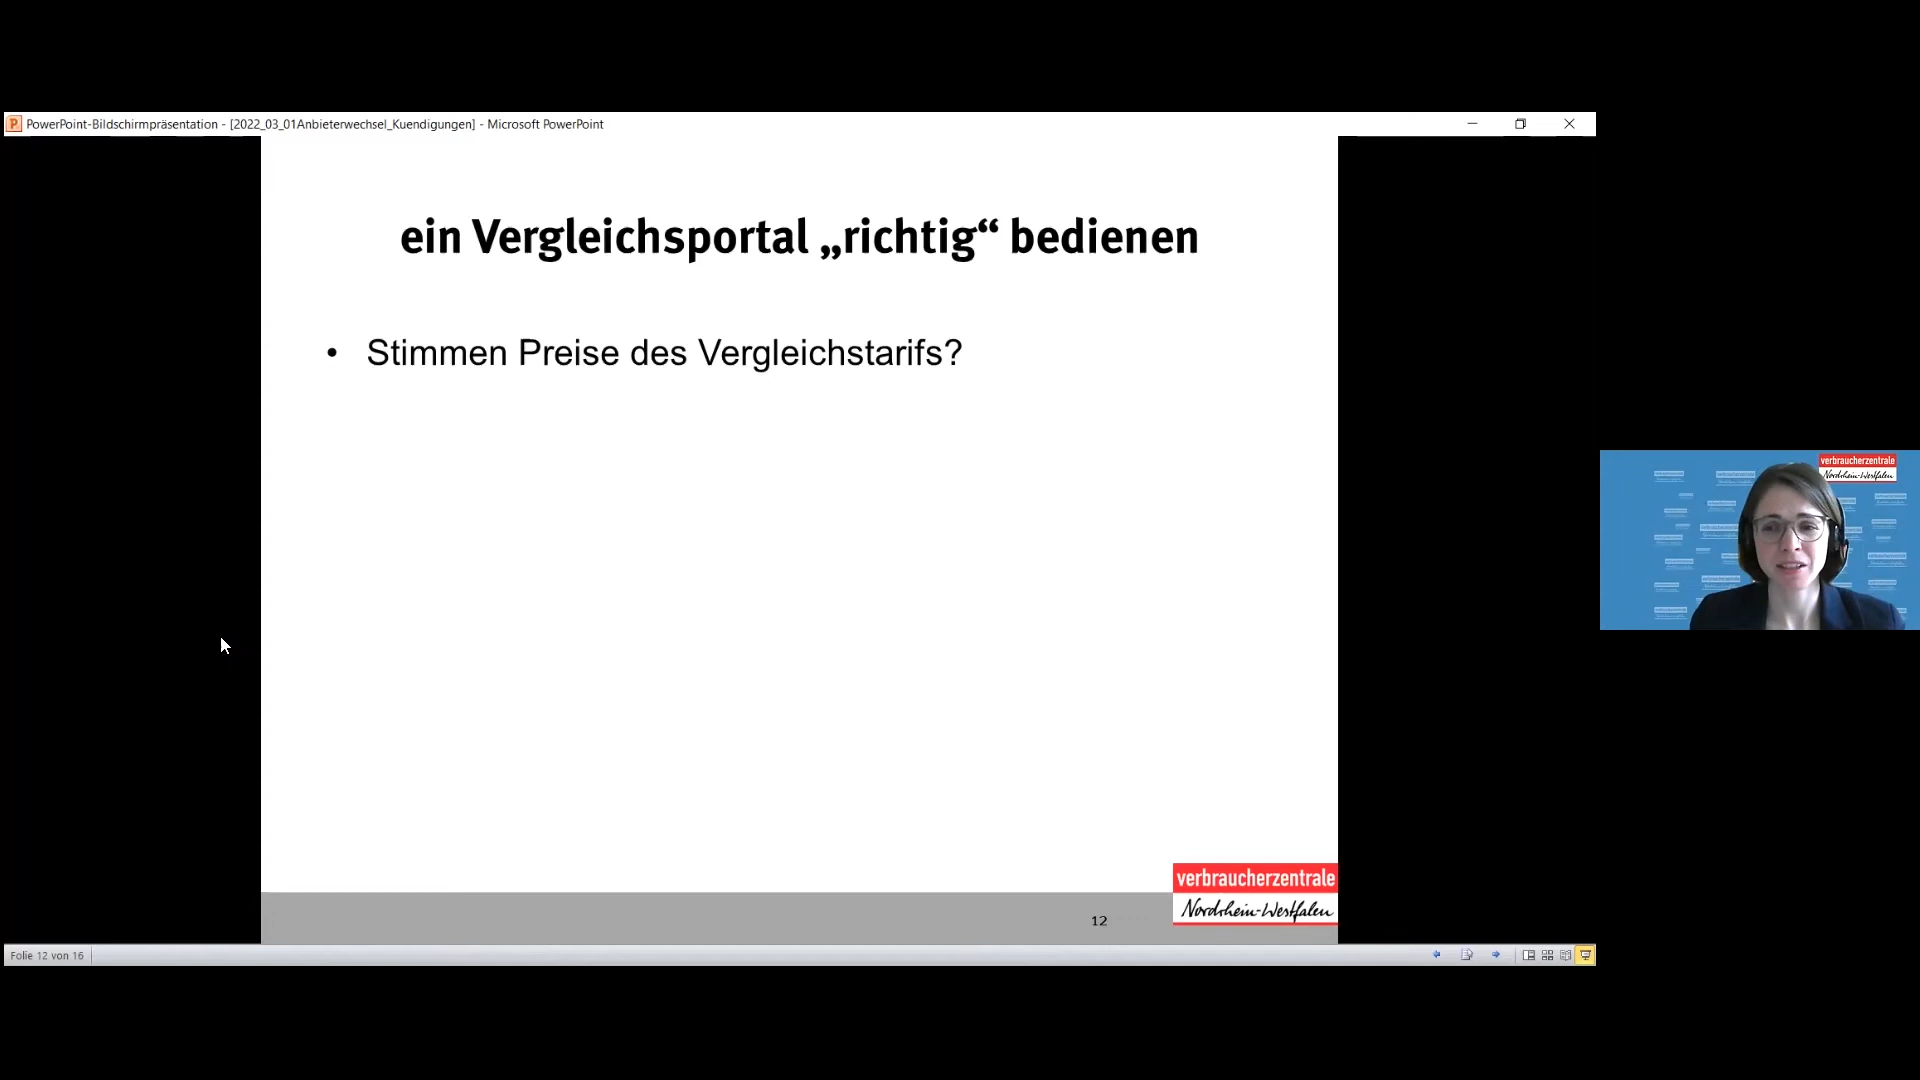 PowerPoint-Bildschirmpräsentation - [2022_03_01Anbieterwechsel_Kuendigungen] - Microsoft PowerPoint
ein Vergleichsportal „richtig“ bedienen
• Stimmen Preise des Vergleichstarifs?
verbraucherzentrale
Nordrhein-Westfalen
12
Folie 12 von 16
verbraucherzentrale
Nordrhein-Westfalen